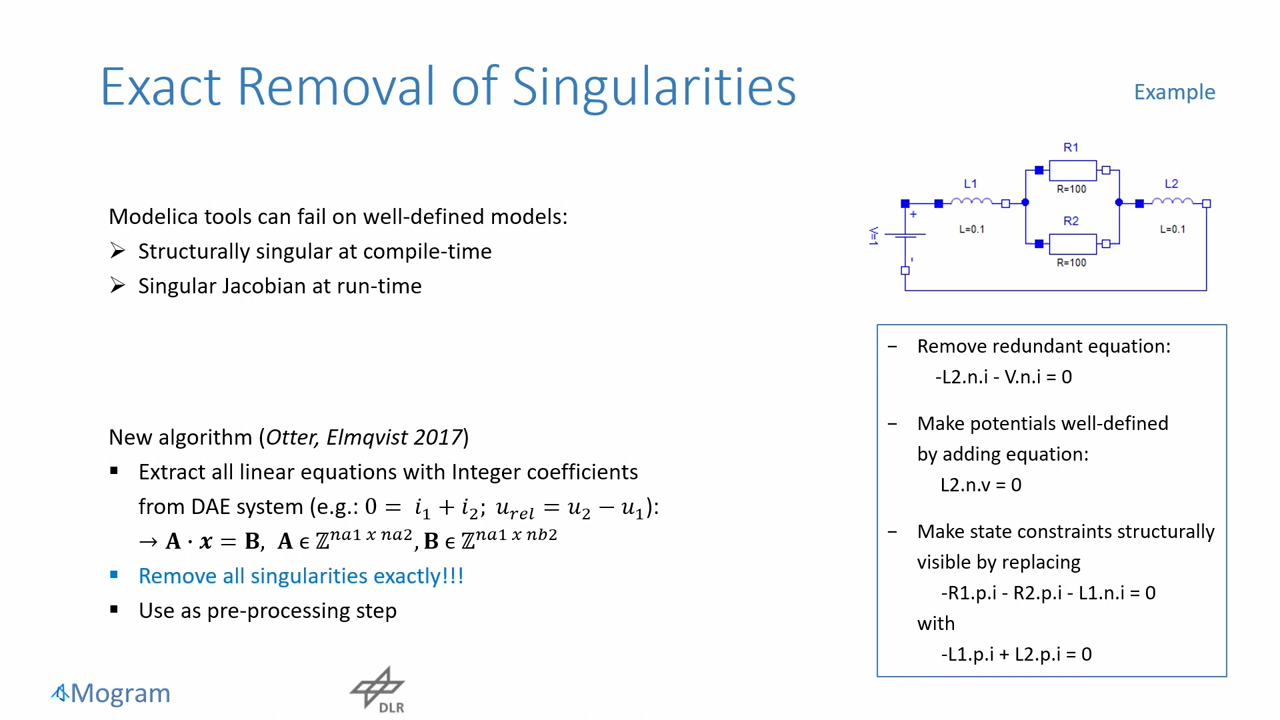 Exact Removal of Singularities
Example
Modelica tools can fail on well-defined models:
➢ Structurally singular at compile-time
➢ Singular Jacobian at run-time
New algorithm (Otter, Elmqvist 2017)
▪ Extract all linear equations with Integer coefficients
from DAE system (e.g.: 0 = i₁ + i₂; u_rel = u₂ − u₁):
→ A · x = B, A ϵ ℤ^(na1 x na2), B ϵ ℤ^(na1 x nb2)
▪ Remove all singularities exactly!!!
▪ Use as pre-processing step
R1
R=100
L1
L=0.1
R2
R=100
L2
L=0.1
V=1
+
-
− Remove redundant equation:
-L2.n.i - V.n.i = 0
− Make potentials well-defined
by adding equation:
L2.n.v = 0
− Make state constraints structurally
visible by replacing
-R1.p.i - R2.p.i - L1.n.i = 0
with
-L1.p.i + L2.p.i = 0
Mogram
DLR